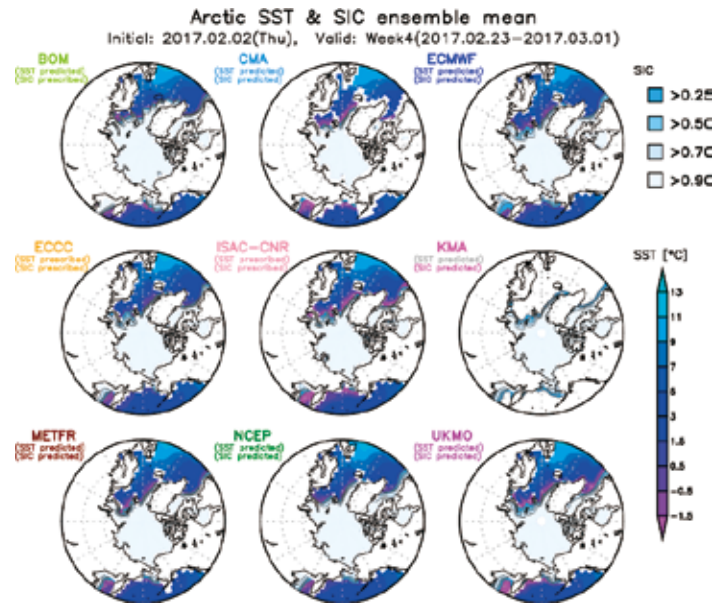 Arctic SST & SIC ensemble mean
Initial: 2017.02.02(Thu), Valid: Week4(2017.02.23-2017.03.01)
BOM
(SST predicted)
(SIC prescribed)
CMA
(SST predicted)
(SIC predicted)
ECMWF
(SST predicted)
(SIC predicted)
SIC
>0.25
>0.50
>0.70
>0.90
ECCC
(SST prescribed)
(SIC prescribed)
ISAC-CNR
(SST prescribed)
(SIC prescribed)
KMA
(SST predicted)
(SIC predicted)
SST [°C]
13
11
9
7
5
3
1.5
0.5
-0.5
-1.5
METFR
(SST predicted)
(SIC predicted)
NCEP
(SST predicted)
(SIC predicted)
UKMO
(SST predicted)
(SIC predicted)